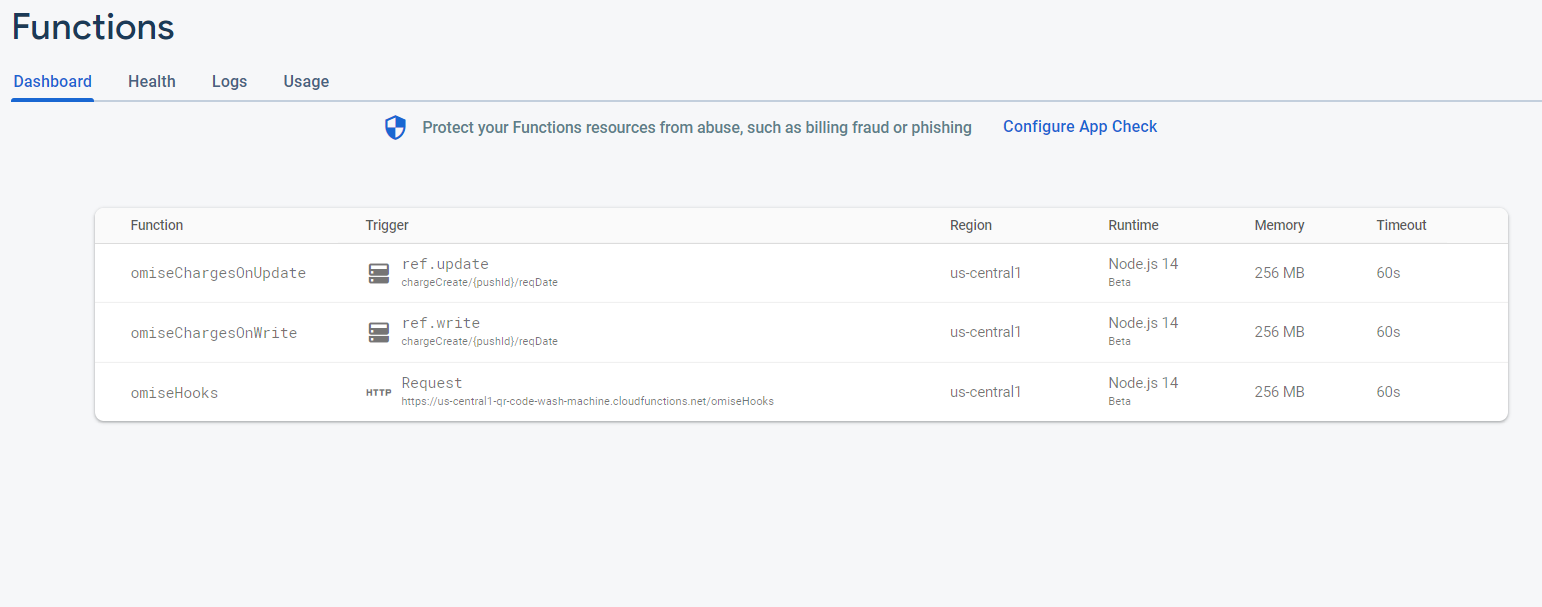 Functions
Dashboard Health Logs Usage
Protect your Functions resources from abuse, such as billing fraud or phishing Configure App Check
Function Trigger Region Runtime Memory Timeout
omiseChargesOnUpdate ref.update us-central1 Node.js 14 256 MB 60s
chargeCreate/{pushId}/reqDate Beta
omiseChargesOnWrite ref.write us-central1 Node.js 14 256 MB 60s
chargeCreate/{pushId}/reqDate Beta
omiseHooks HTTP Request us-central1 Node.js 14 256 MB 60s
https://us-central1-qr-code-wash-machine.cloudfunctions.net/omiseHooks Beta